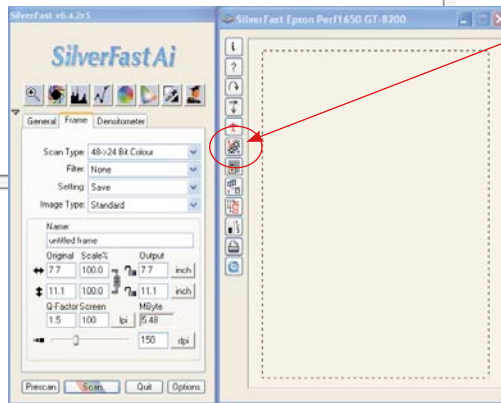 SilverFast v6.4.2r5
SilverFast Epson Perf1650 GT-8200
SilverFast Ai
General Frame Densitometer
Scan Type: 48->24 Bit Colour
Filter: None
Setting: Save
Image Type: Standard
Name
untitled frame
Original Scale% Output
7.7 100.0 7.7 inch
11.1 100.0 11.1 inch
Q-Factor Screen MByte
1.5 100 lpi 5.48
150 dpi
Prescan Scan Quit Options